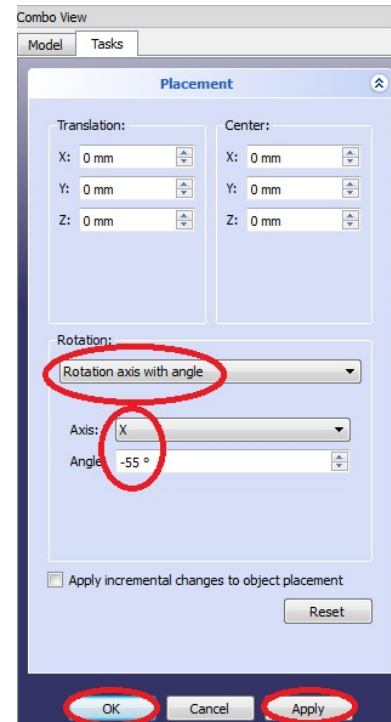 Combo View
Model Tasks
Placement
Translation: Center:
X: 0 mm X: 0 mm
Y: 0 mm Y: 0 mm
Z: 0 mm Z: 0 mm
Rotation:
Rotation axis with angle
Axis: X
Angle: -55 °
Apply incremental changes to object placement
Reset
OK Cancel Apply